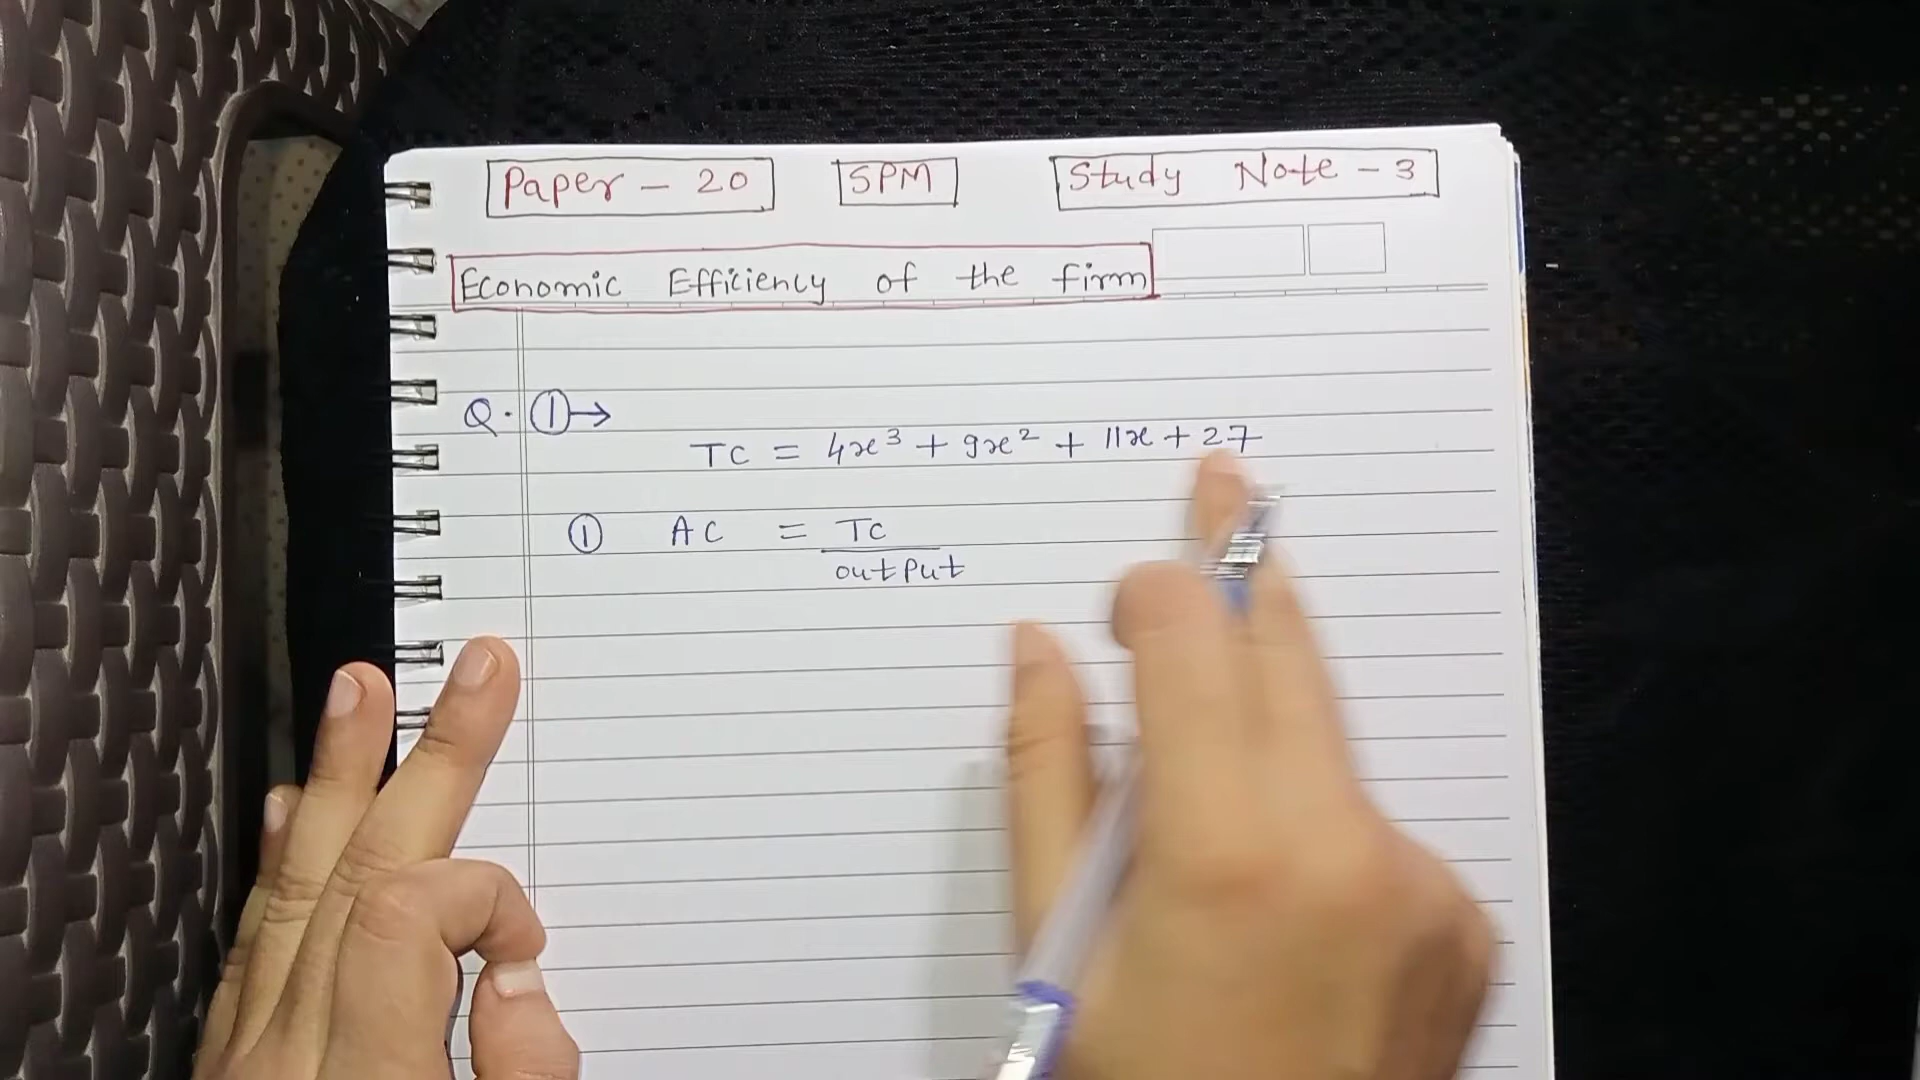 Paper - 20 SPM Study Note - 3
Economic Efficiency of the firm
Q. ① →
TC = 4x³ + 9x² + 11x + 27
① AC = TC
output